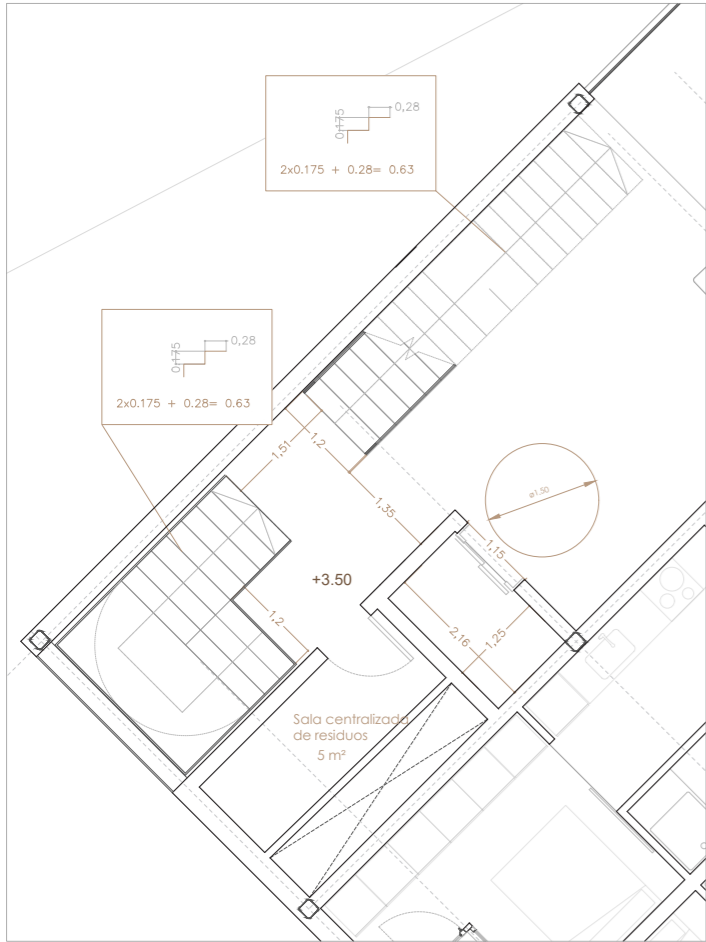 0,28
0,175
2x0.175 + 0.28= 0.63
0,28
0,175
2x0.175 + 0.28= 0.63
1,51
1,2
1,35
ø1.50
1,15
+3.50
1,2
2,16
1,25
Sala centralizada
de residuos
5 m²